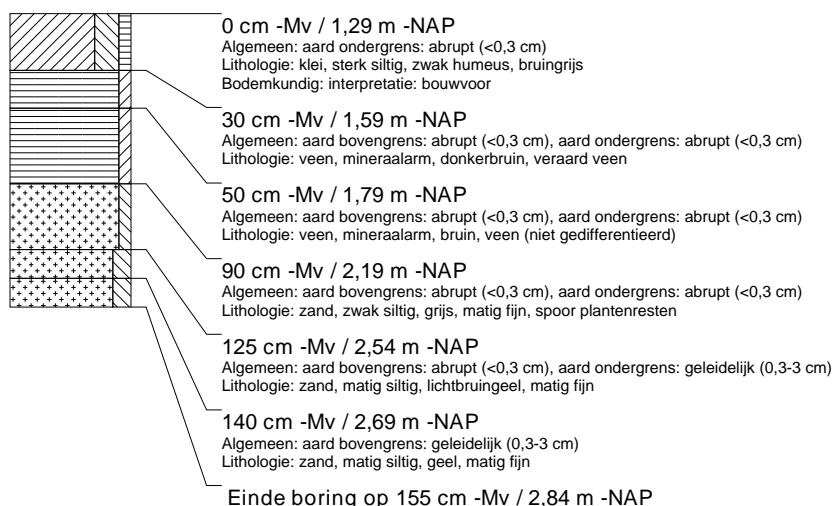 0 cm -Mv / 1,29 m -NAP
Algemeen: aard ondergrens: abrupt (<0,3 cm)
Lithologie: klei, sterk siltig, zwak humeus, bruingrijs
Bodemkundig: interpretatie: bouwvoor
30 cm -Mv / 1,59 m -NAP
Algemeen: aard bovengrens: abrupt (<0,3 cm), aard ondergrens: abrupt (<0,3 cm)
Lithologie: veen, mineraalarm, donkerbruin, veraard veen
50 cm -Mv / 1,79 m -NAP
Algemeen: aard bovengrens: abrupt (<0,3 cm), aard ondergrens: abrupt (<0,3 cm)
Lithologie: veen, mineraalarm, bruin, veen (niet gedifferentieerd)
90 cm -Mv / 2,19 m -NAP
Algemeen: aard bovengrens: abrupt (<0,3 cm), aard ondergrens: abrupt (<0,3 cm)
Lithologie: zand, zwak siltig, grijs, matig fijn, spoor plantenresten
125 cm -Mv / 2,54 m -NAP
Algemeen: aard bovengrens: abrupt (<0,3 cm), aard ondergrens: geleidelijk (0,3-3 cm)
Lithologie: zand, matig siltig, lichtbruingeel, matig fijn
140 cm -Mv / 2,69 m -NAP
Algemeen: aard bovengrens: geleidelijk (0,3-3 cm)
Lithologie: zand, matig siltig, geel, matig fijn
Einde boring op 155 cm -Mv / 2,84 m -NAP